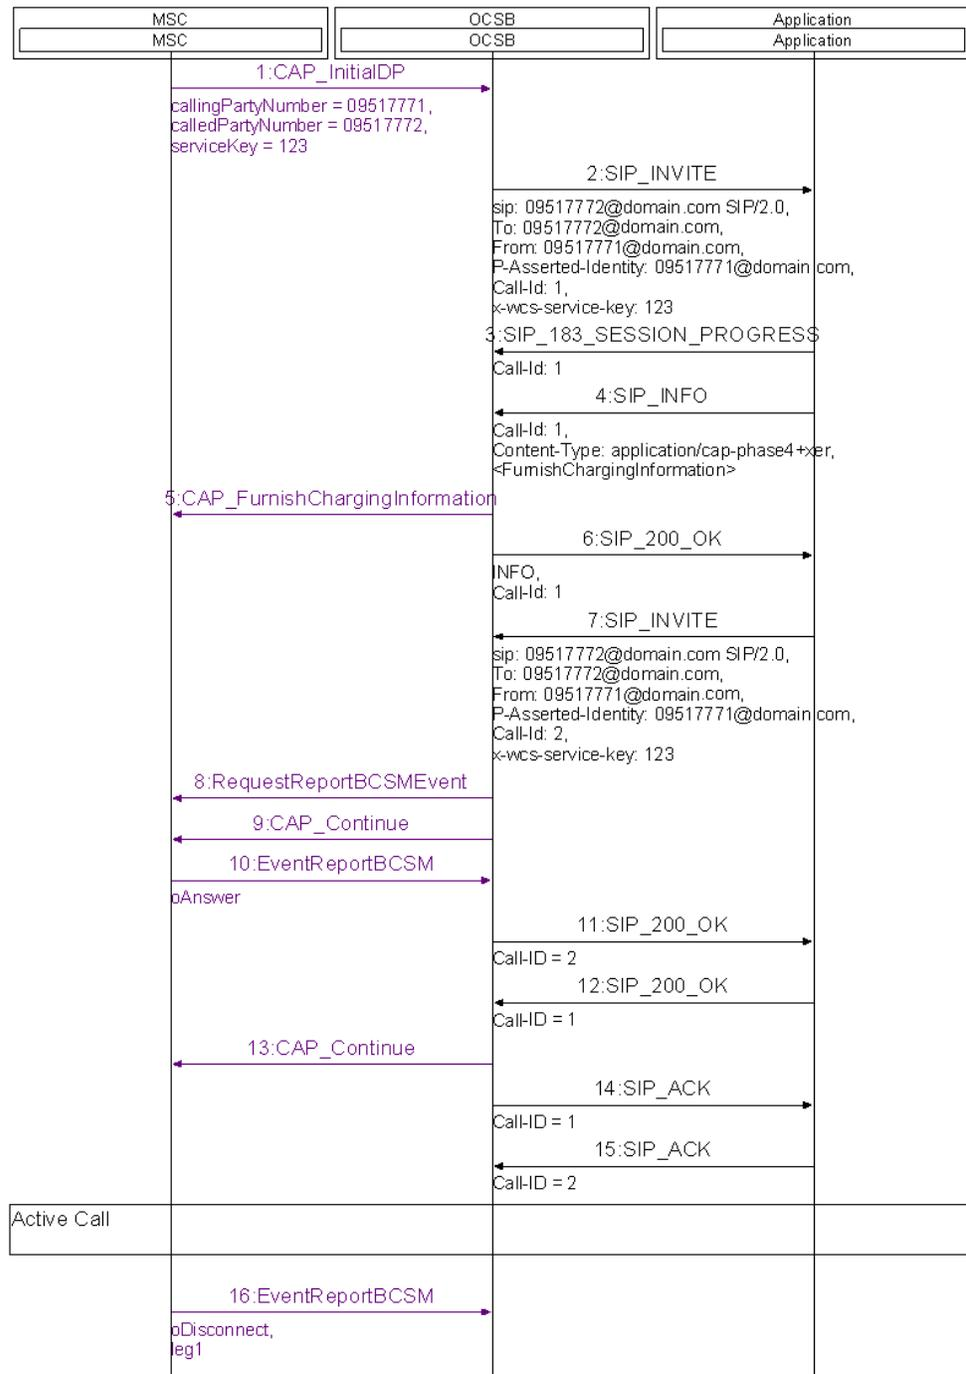 MSC OCSB Application
MSC OCSB Application
1:CAP_InitialDP
callingPartyNumber = 09517771,
calledPartyNumber = 09517772,
serviceKey = 123
2:SIP_INVITE
sip: 09517772@domain.com SIP/2.0,
To: 09517772@domain.com,
From: 09517771@domain.com,
P-Asserted-Identity: 09517771@domain.com,
Call-Id: 1,
x-wcs-service-key: 123
3:SIP_183_SESSION_PROGRESS
Call-Id: 1
4:SIP_INFO
Call-Id: 1,
Content-Type: application/cap-phase4+xer,
<FurnishChargingInformation>
5:CAP_FurnishChargingInformation
6:SIP_200_OK
INFO,
Call-Id: 1
7:SIP_INVITE
sip: 09517772@domain.com SIP/2.0,
To: 09517772@domain.com,
From: 09517771@domain.com,
P-Asserted-Identity: 09517771@domain.com,
Call-Id: 2,
x-wcs-service-key: 123
8:RequestReportBCSMEvent
9:CAP_Continue
10:EventReportBCSM
oAnswer
11:SIP_200_OK
Call-ID = 2
12:SIP_200_OK
Call-ID = 1
13:CAP_Continue
14:SIP_ACK
Call-ID = 1
15:SIP_ACK
Call-ID = 2
Active Call
16:EventReportBCSM
oDisconnect,
leg1